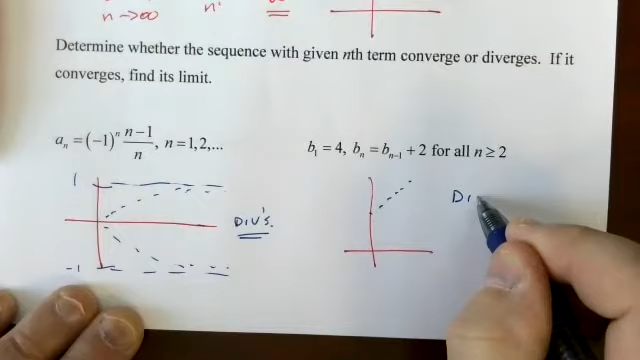 n→∞
Determine whether the sequence with given nth term converge or diverges. If it
converges, find its limit.
aₙ = (−1)ⁿ (n−1)/n, n = 1,2,...
b₁ = 4, bₙ = bₙ₋₁ + 2 for all n ≥ 2
1
-1
DIV's.
DI